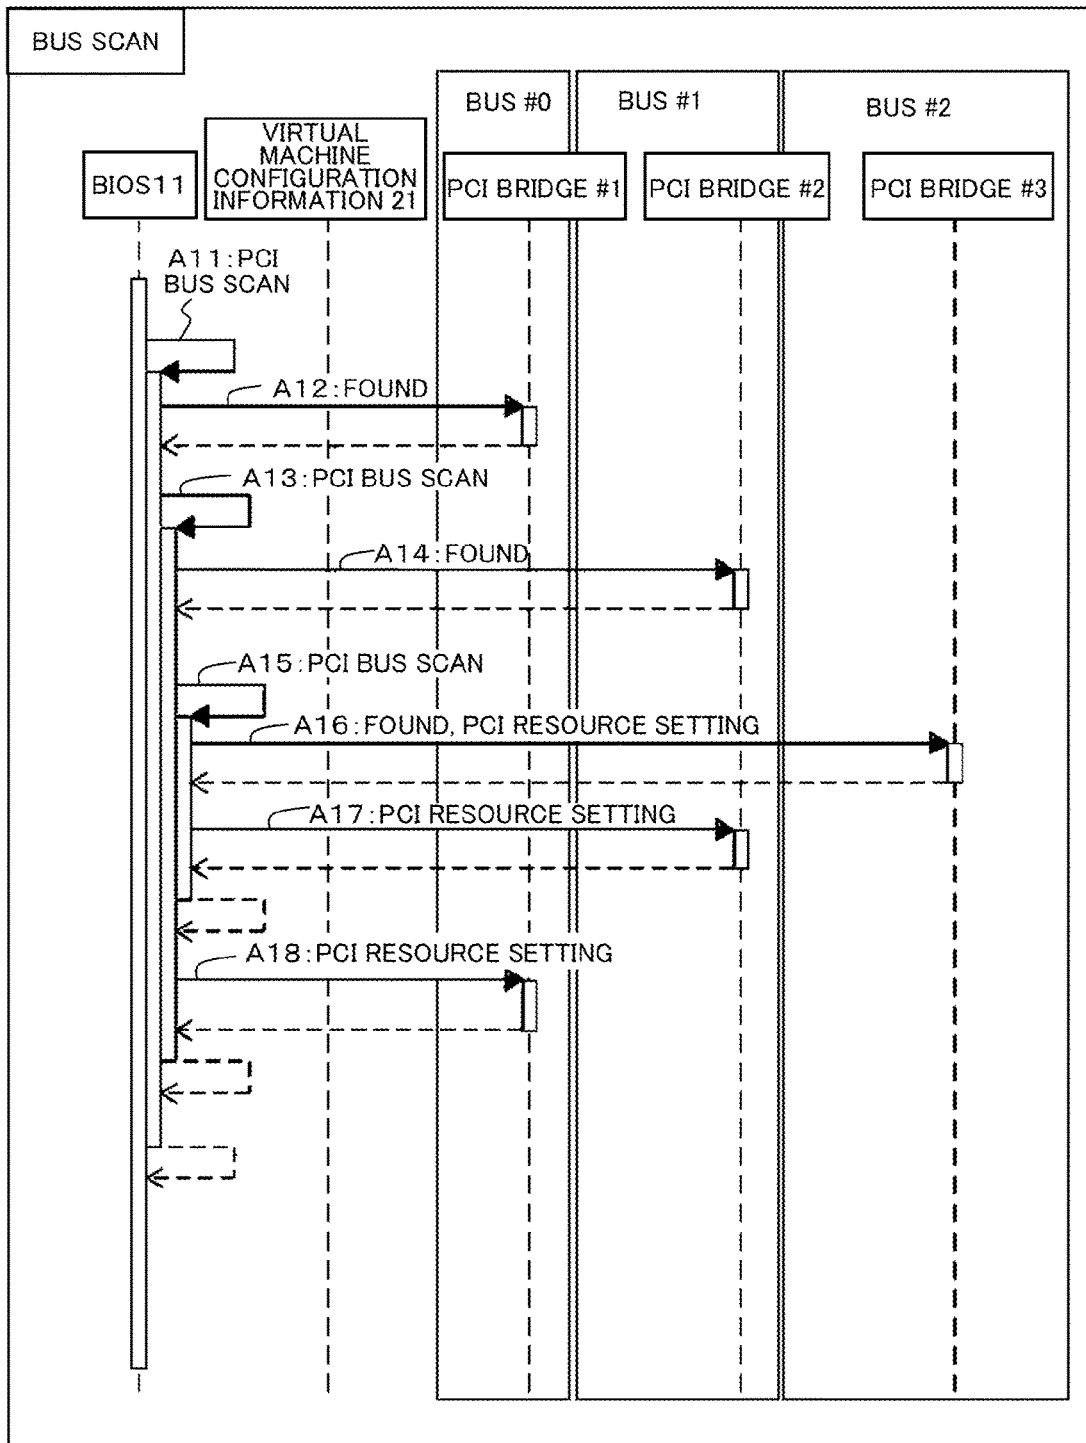 BUS SCAN
BUS #0
BUS #1
BUS #2
BIOS11
VIRTUAL
MACHINE
CONFIGURATION
INFORMATION 21
PCI BRIDGE #1
PCI BRIDGE #2
PCI BRIDGE #3
A11:PCI
BUS SCAN
A12:FOUND
A13:PCI BUS SCAN
A14:FOUND
A15:PCI BUS SCAN
A16:FOUND, PCI RESOURCE SETTING
A17:PCI RESOURCE SETTING
A18:PCI RESOURCE SETTING